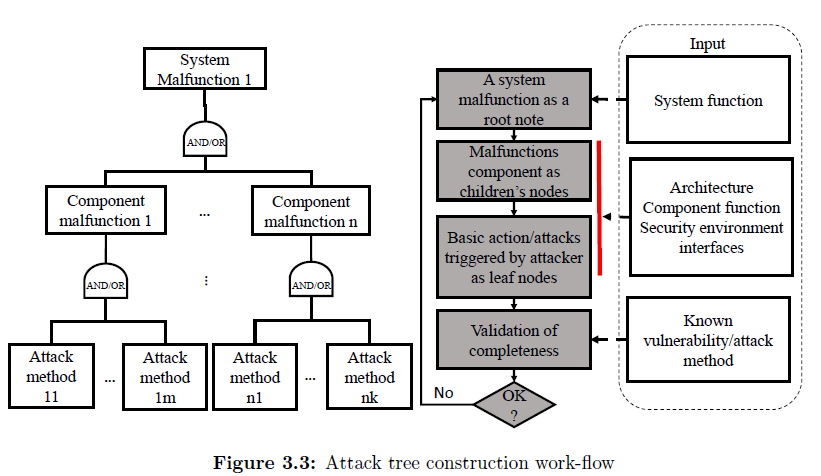 System
Malfunction 1
AND/OR
Component
malfunction 1
...
Component
malfunction n
AND/OR
...
AND/OR
Attack
method
11
...
Attack
method
1m
Attack
method
n1
...
Attack
method
nk
A system
malfunction as a
root note
Malfunctions
component as
children's nodes
Basic action/attacks
triggered by attacker
as leaf nodes
Validation of
completeness
No
OK
?
Input
System function
Architecture
Component function
Security environment
interfaces
Known
vulnerability/attack
method
Figure 3.3: Attack tree construction work-flow